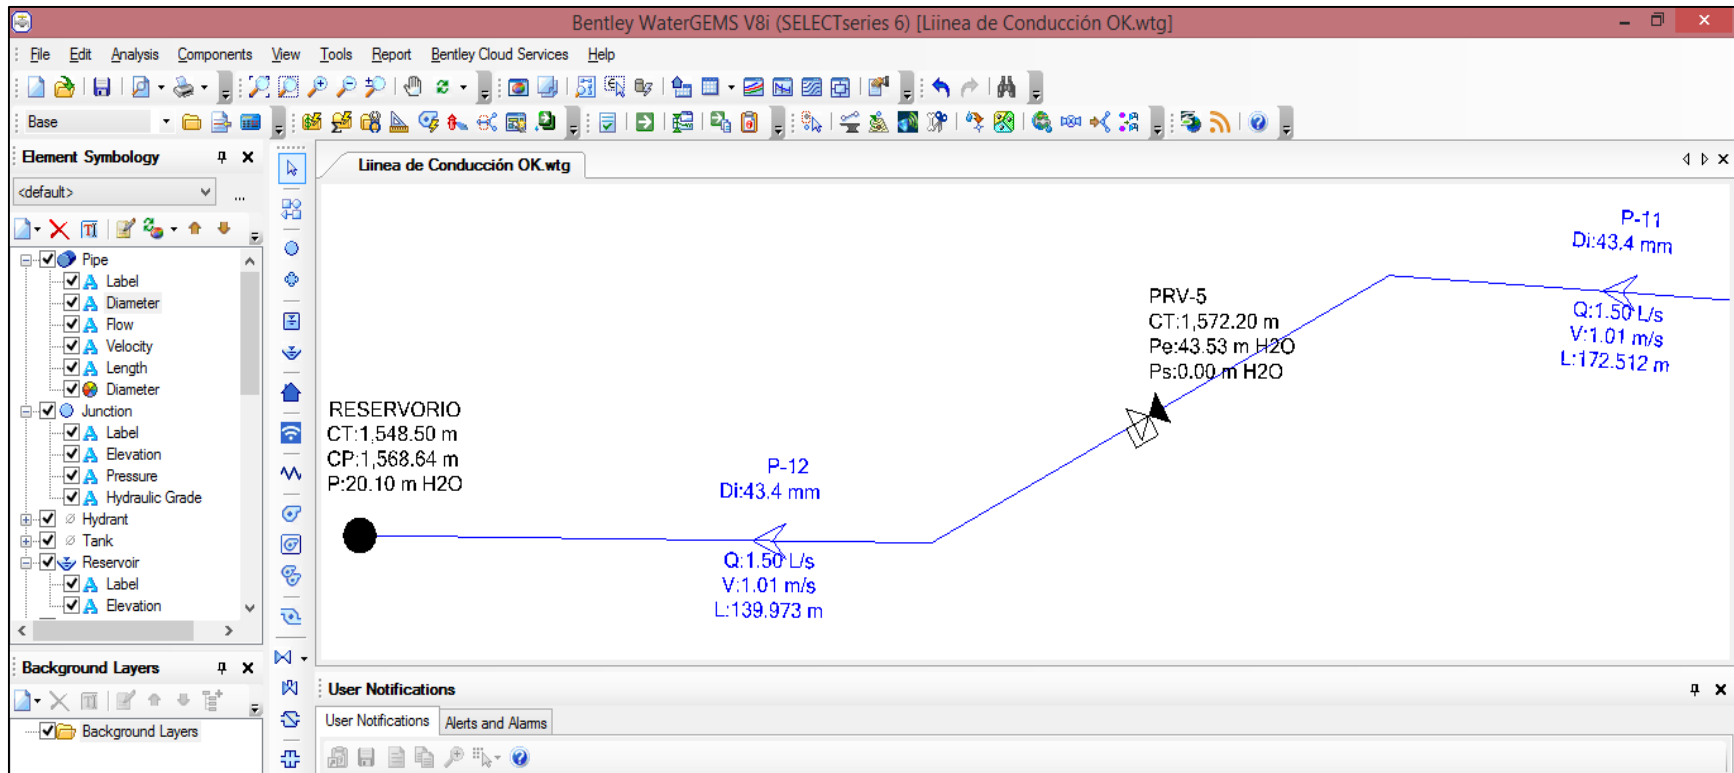 Bentley WaterGEMS V8i (SELECTseries 6) [Liinea de Conducción OK.wtg]
File Edit Analysis Components View Tools Report Bentley Cloud Services Help
Base
Element Symbology
<default>
...
Pipe
Label
Diameter
Flow
Velocity
Length
Diameter
Junction
Label
Elevation
Pressure
Hydraulic Grade
Hydrant
Tank
Reservoir
Label
Elevation
Background Layers
Background Layers
Liinea de Conducción OK.wtg
P-11
Di:43.4 mm
Q:1.50 L/s
V:1.01 m/s
L:172.512 m
PRV-5
CT:1,572.20 m
Pe:43.53 m H2O
Ps:0.00 m H2O
RESERVORIO
CT:1,548.50 m
CP:1,568.64 m
P:20.10 m H2O
P-12
Di:43.4 mm
Q:1.50 L/s
V:1.01 m/s
L:139.973 m
User Notifications
User Notifications Alerts and Alarms